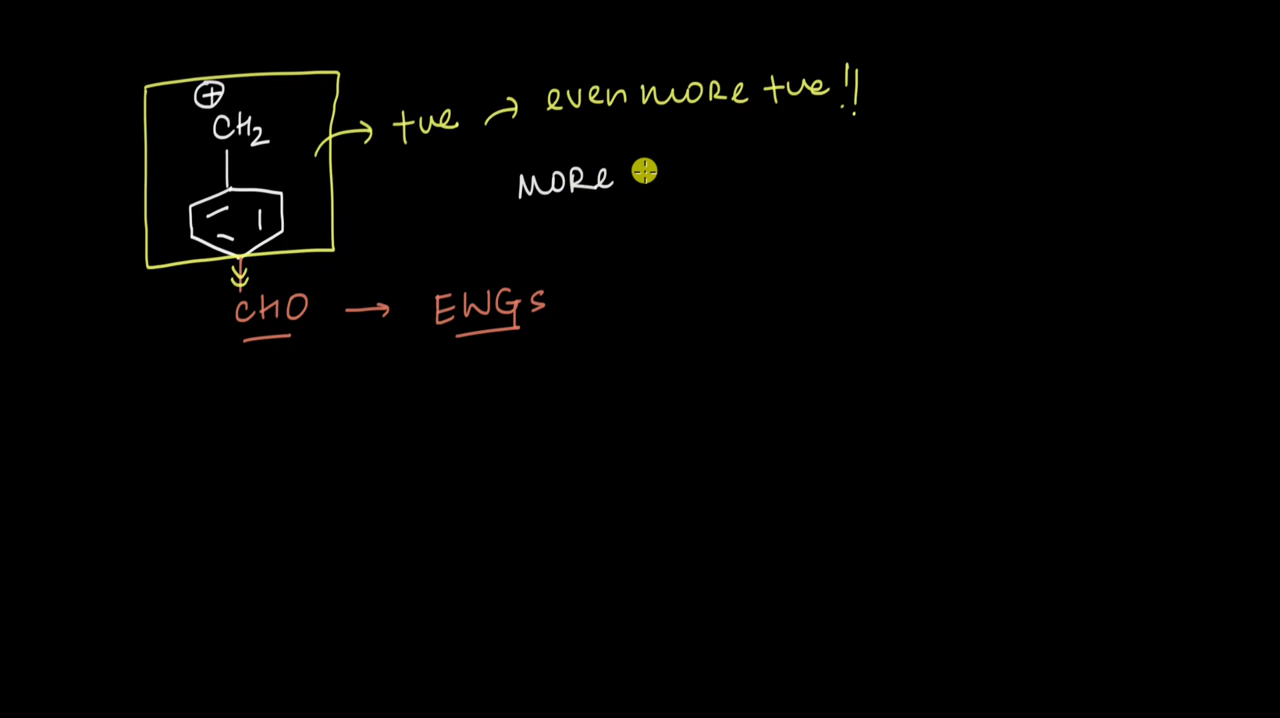 ⊕
CH2
+ve → even more +ve!!
more
CHO → EWGs